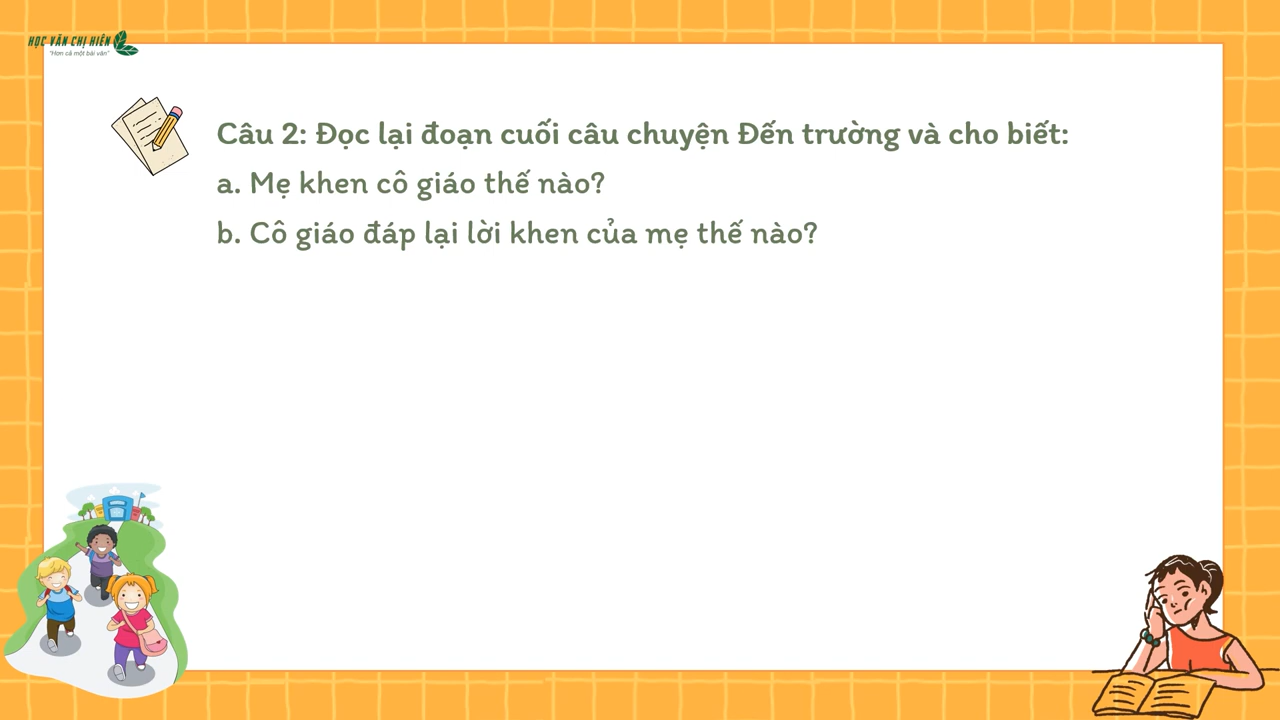 HỌC VĂN CHỊ HIÊN
"Hơn cả một bài văn"
Câu 2: Đọc lại đoạn cuối câu chuyện Đến trường và cho biết:
a. Mẹ khen cô giáo thế nào?
b. Cô giáo đáp lại lời khen của mẹ thế nào?